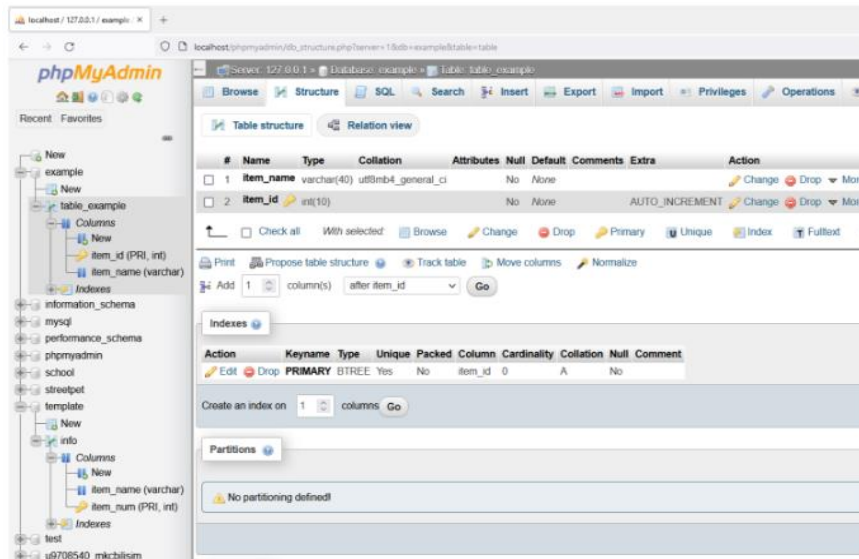 localhost / 127.0.0.1 / example
localhost/phpmyadmin/db_structure.php?server=1&db=example&table=table
phpMyAdmin
Recent Favorites
New
example
New
table_example
Columns
New
item_id (PRI, int)
item_name (varchar)
Indexes
information_schema
mysql
performance_schema
phpmyadmin
school
streetpet
template
New
info
Columns
New
item_name (varchar)
item_num (PRI, int)
Indexes
test
u9708540_mkcbilisim
Server: 127.0.0.1 » Database: example » Table: table_example
Browse Structure SQL Search Insert Export Import Privileges Operations
Table structure Relation view
# Name Type Collation Attributes Null Default Comments Extra Action
1 item_name varchar(40) utf8mb4_general_ci No None Change Drop Mor
2 item_id int(10) No None AUTO_INCREMENT Change Drop Mor
Check all With selected: Browse Change Drop Primary Unique Index Fulltext
Print Propose table structure Track table Move columns Normalize
Add 1 column(s) after item_id Go
Indexes
Action Keyname Type Unique Packed Column Cardinality Collation Null Comment
Edit Drop PRIMARY BTREE Yes No item_id 0 A No
Create an index on 1 columns Go
Partitions
No partitioning defined!